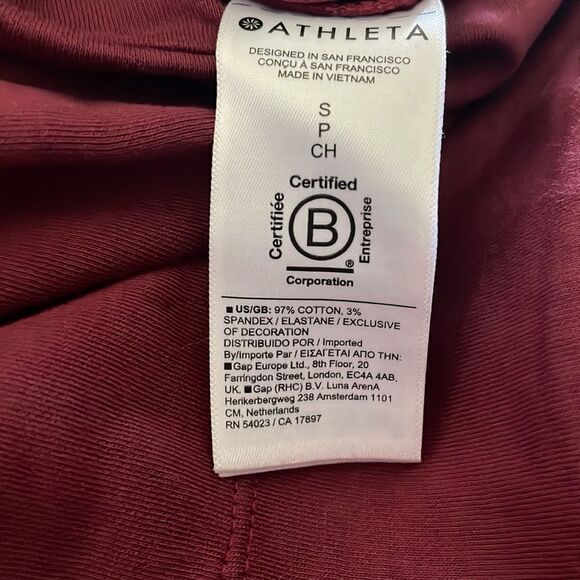 ATHLETA
DESIGNED IN SAN FRANCISCO
CONÇU À SAN FRANCISCO
MADE IN VIETNAM
S
P
CH
Certified
Certifiée
B
®
Entreprise
Corporation
■ US/GB: 97% COTTON, 3%
SPANDEX / ELASTANE / EXCLUSIVE
OF DECORATION
DISTRIBUIDO POR / Imported
By/Importe Par / ΕΙΣΑΓΕΤΑΙ ΑΠΟ ΤΗΝ:
■Gap Europe Ltd., 8th Floor, 20
Farringdon Street, London, EC4A 4AB,
UK. ■Gap (RHC) B.V. Luna ArenA
Herikerbergweg 238 Amsterdam 1101
CM, Netherlands
RN 54023 / CA 17897